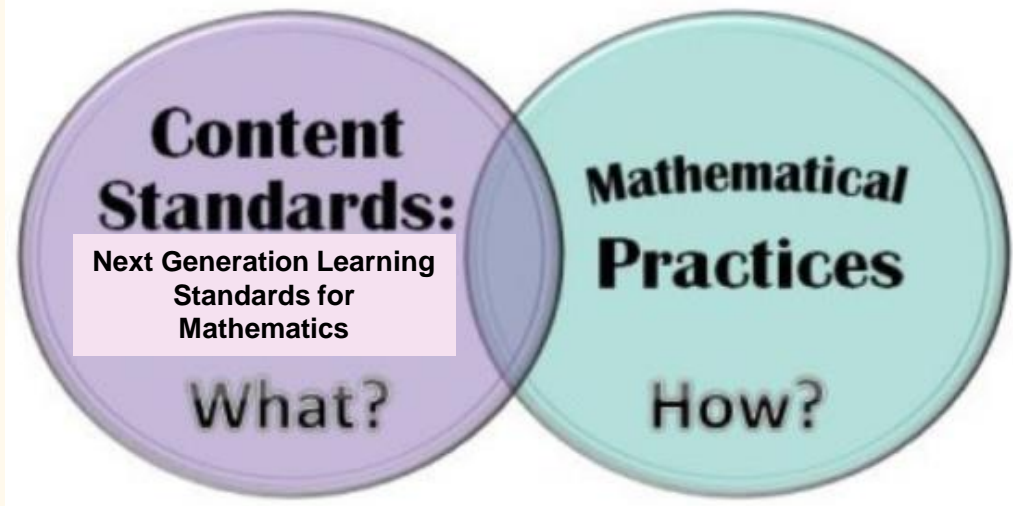 Content
Standards:
Next Generation Learning
Standards for
Mathematics
What?
Mathematical
Practices
How?